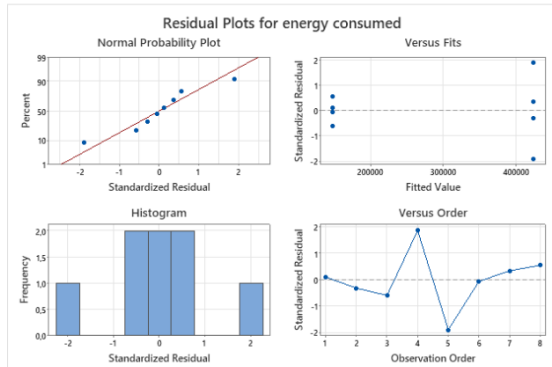 Residual Plots for energy consumed
Normal Probability Plot
Versus Fits
99
90
50
10
1
Percent
-2 -1 0 1 2
Standardized Residual
2
1
0
-1
-2
Standardized Residual
200000 300000 400000
Fitted Value
Histogram
Versus Order
2,0
1,5
1,0
0,5
0,0
Frequency
-2 -1 0 1 2
Standardized Residual
2
1
0
-1
-2
Standardized Residual
1 2 3 4 5 6 7 8
Observation Order